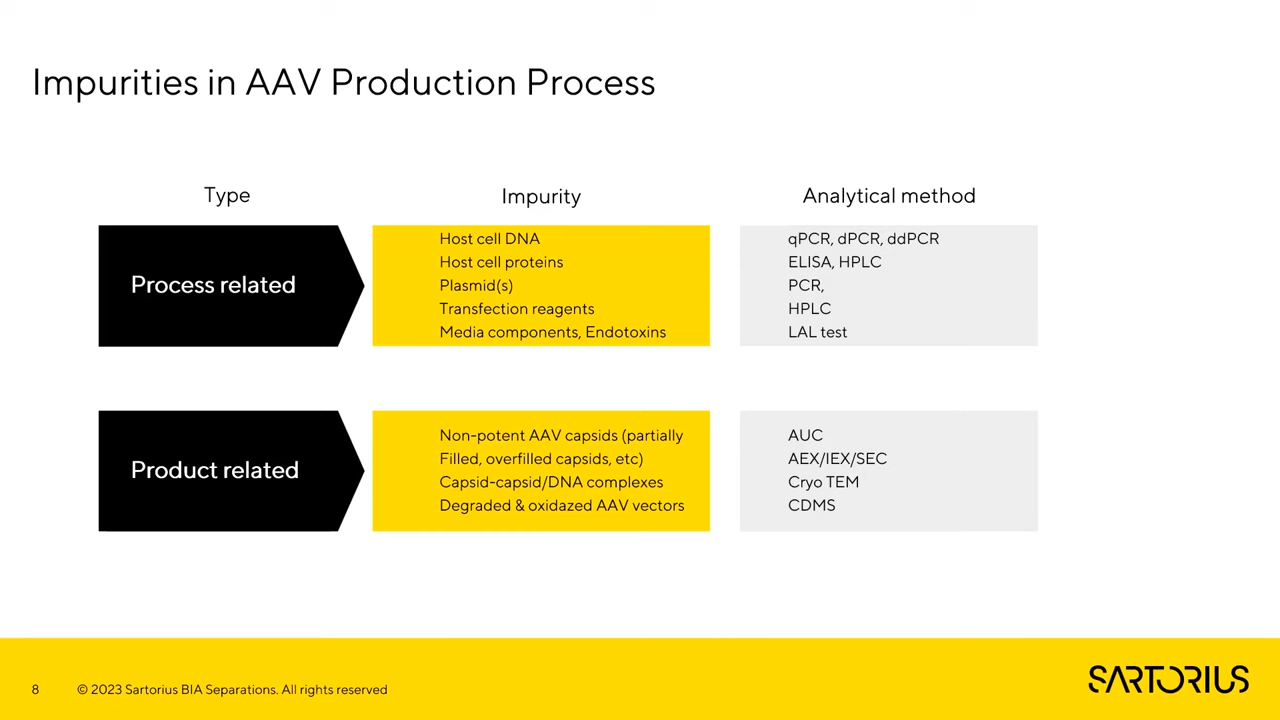 Impurities in AAV Production Process
Type
Impurity
Analytical method
Process related
Host cell DNA
Host cell proteins
Plasmid(s)
Transfection reagents
Media components, Endotoxins
qPCR, dPCR, ddPCR
ELISA, HPLC
PCR,
HPLC
LAL test
Product related
Non-potent AAV capsids (partially
Filled, overfilled capsids, etc)
Capsid-capsid/DNA complexes
Degraded & oxidazed AAV vectors
AUC
AEX/IEX/SEC
Cryo TEM
CDMS
8
© 2023 Sartorius BIA Separations. All rights reserved
SARTORIUS